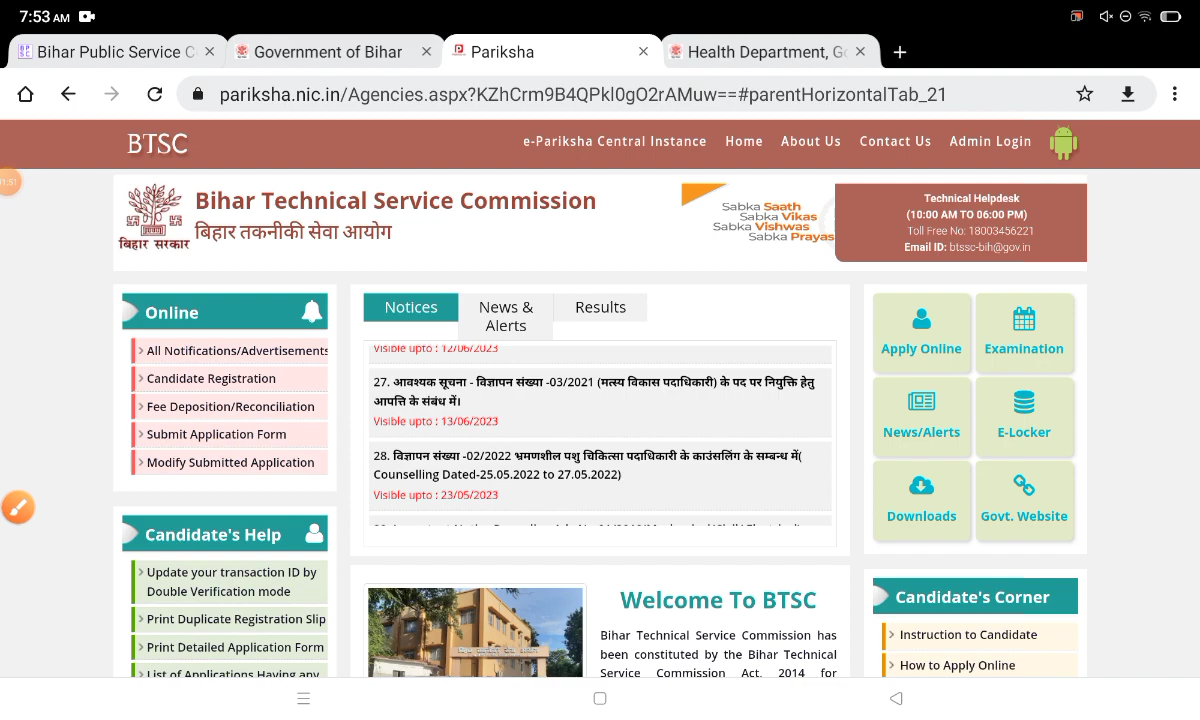 7:53 AM
Bihar Public Service C
Government of Bihar
Pariksha
Health Department, Go
pariksha.nic.in/Agencies.aspx?KZhCrm9B4QPkl0gO2rAMuw==#parentHorizontalTab_21
BTSC
e-Pariksha Central Instance
Home
About Us
Contact Us
Admin Login
बिहार सरकार
Bihar Technical Service Commission
बिहार तकनीकी सेवा आयोग
Sabka Saath
Sabka Vikas
Sabka Vishwas
Sabka Prayas
Technical Helpdesk
(10:00 AM TO 06:00 PM)
Toll Free No: 18003456221
Email ID: btssc-bih@gov.in
Online
> All Notifications/Advertisements
> Candidate Registration
> Fee Deposition/Reconciliation
> Submit Application Form
> Modify Submitted Application
Candidate's Help
> Update your transaction ID by
Double Verification mode
> Print Duplicate Registration Slip
> Print Detailed Application Form
> List of Applications Having any
Notices
News &
Alerts
Results
Visible upto : 12/06/2023
27. आवश्यक सूचना - विज्ञापन संख्या -03/2021 (मत्स्य विकास पदाधिकारी) के पद पर नियुक्ति हेतु
आपत्ति के संबंध में।
Visible upto : 13/06/2023
28. विज्ञापन संख्या -02/2022 भ्रमणशील पशु चिकित्सा पदाधिकारी के काउंसलिंग के सम्बन्ध में(
Counselling Dated-25.05.2022 to 27.05.2022)
Visible upto : 23/05/2023
Welcome To BTSC
Bihar Technical Service Commission has
been constituted by the Bihar Technical
Service Commission Act, 2014 for
Apply Online
Examination
News/Alerts
E-Locker
Downloads
Govt. Website
Candidate's Corner
> Instruction to Candidate
> How to Apply Online